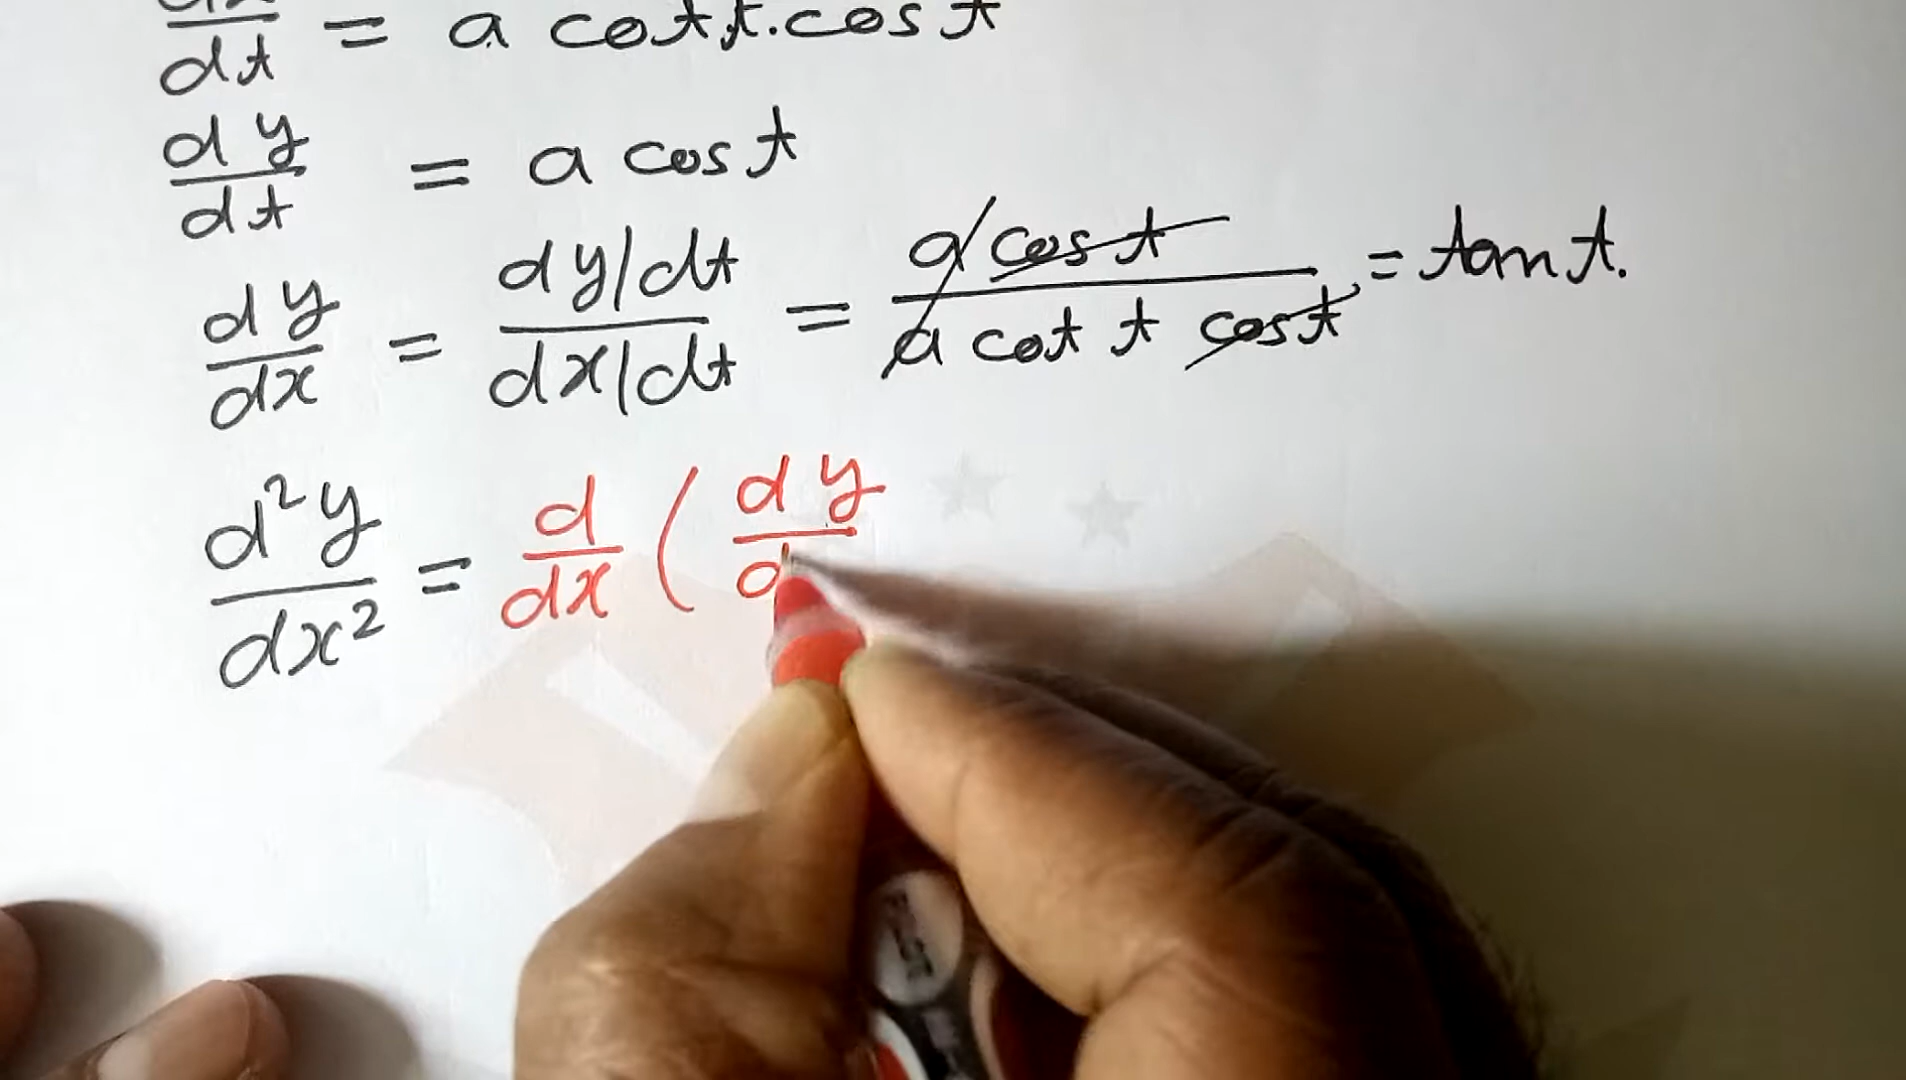 dx/dt = a cot t . cos t
dy/dt = a cos t
dy/dx = (dy/dt)/(dx/dt) = (a cos t)/(a cot t cos t) = tan t.
d²y/dx² = d/dx ( dy/d